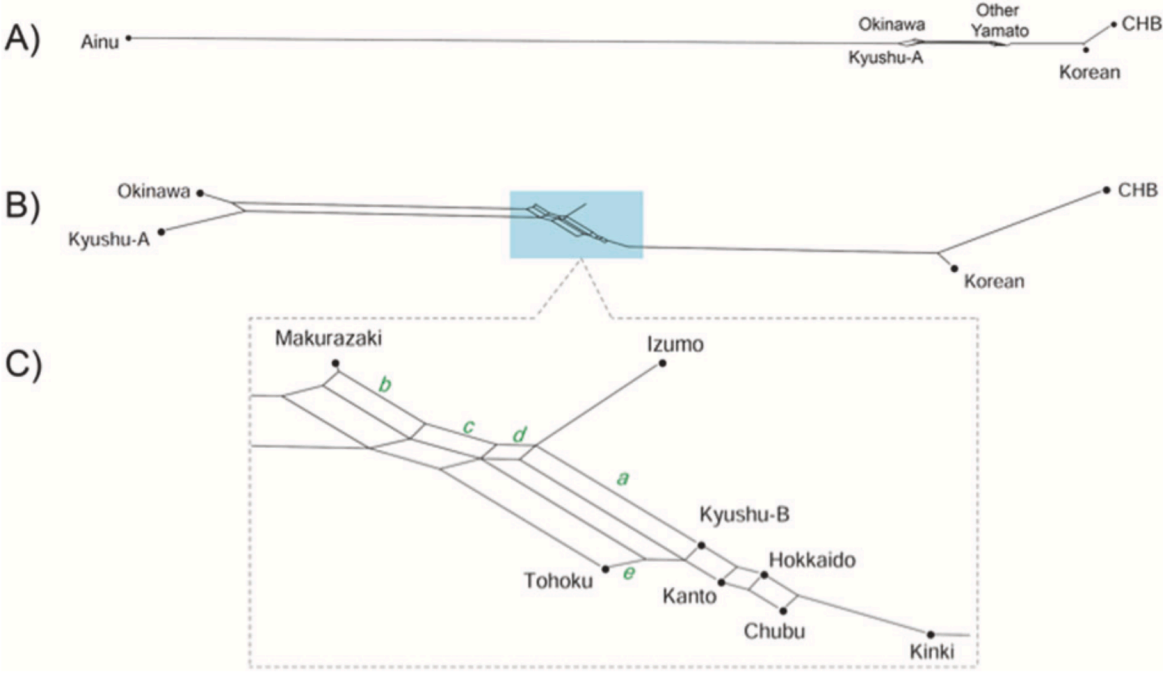 A)
Ainu
Okinawa
Kyushu-A
Other
Yamato
CHB
Korean
B)
Okinawa
Kyushu-A
CHB
Korean
C)
Makurazaki
Izumo
b
c
d
a
Kyushu-B
Hokkaido
Tohoku
e
Kanto
Chubu
Kinki